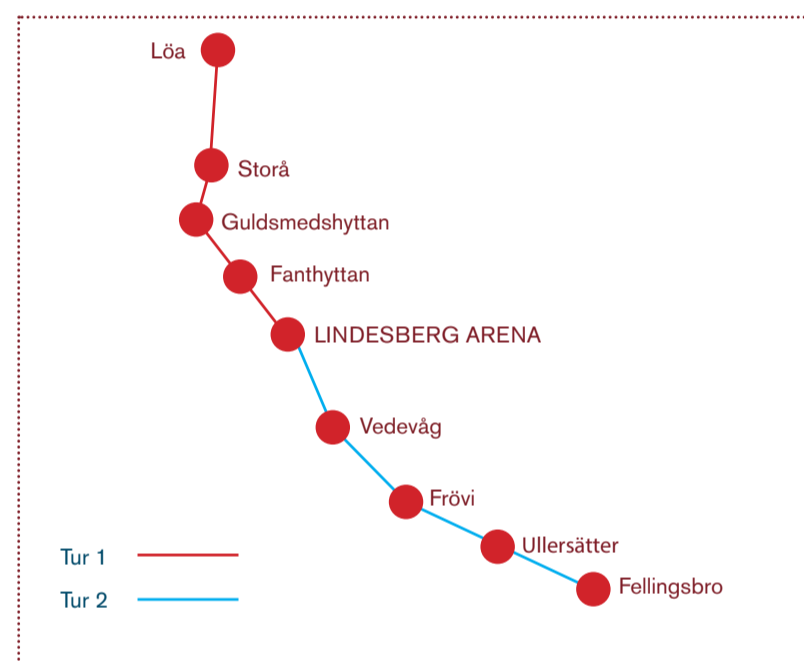 Löa
Storå
Guldsmedshyttan
Fanthyttan
LINDESBERG ARENA
Vedevåg
Frövi
Ullersätter
Fellingsbro
Tur 1
Tur 2